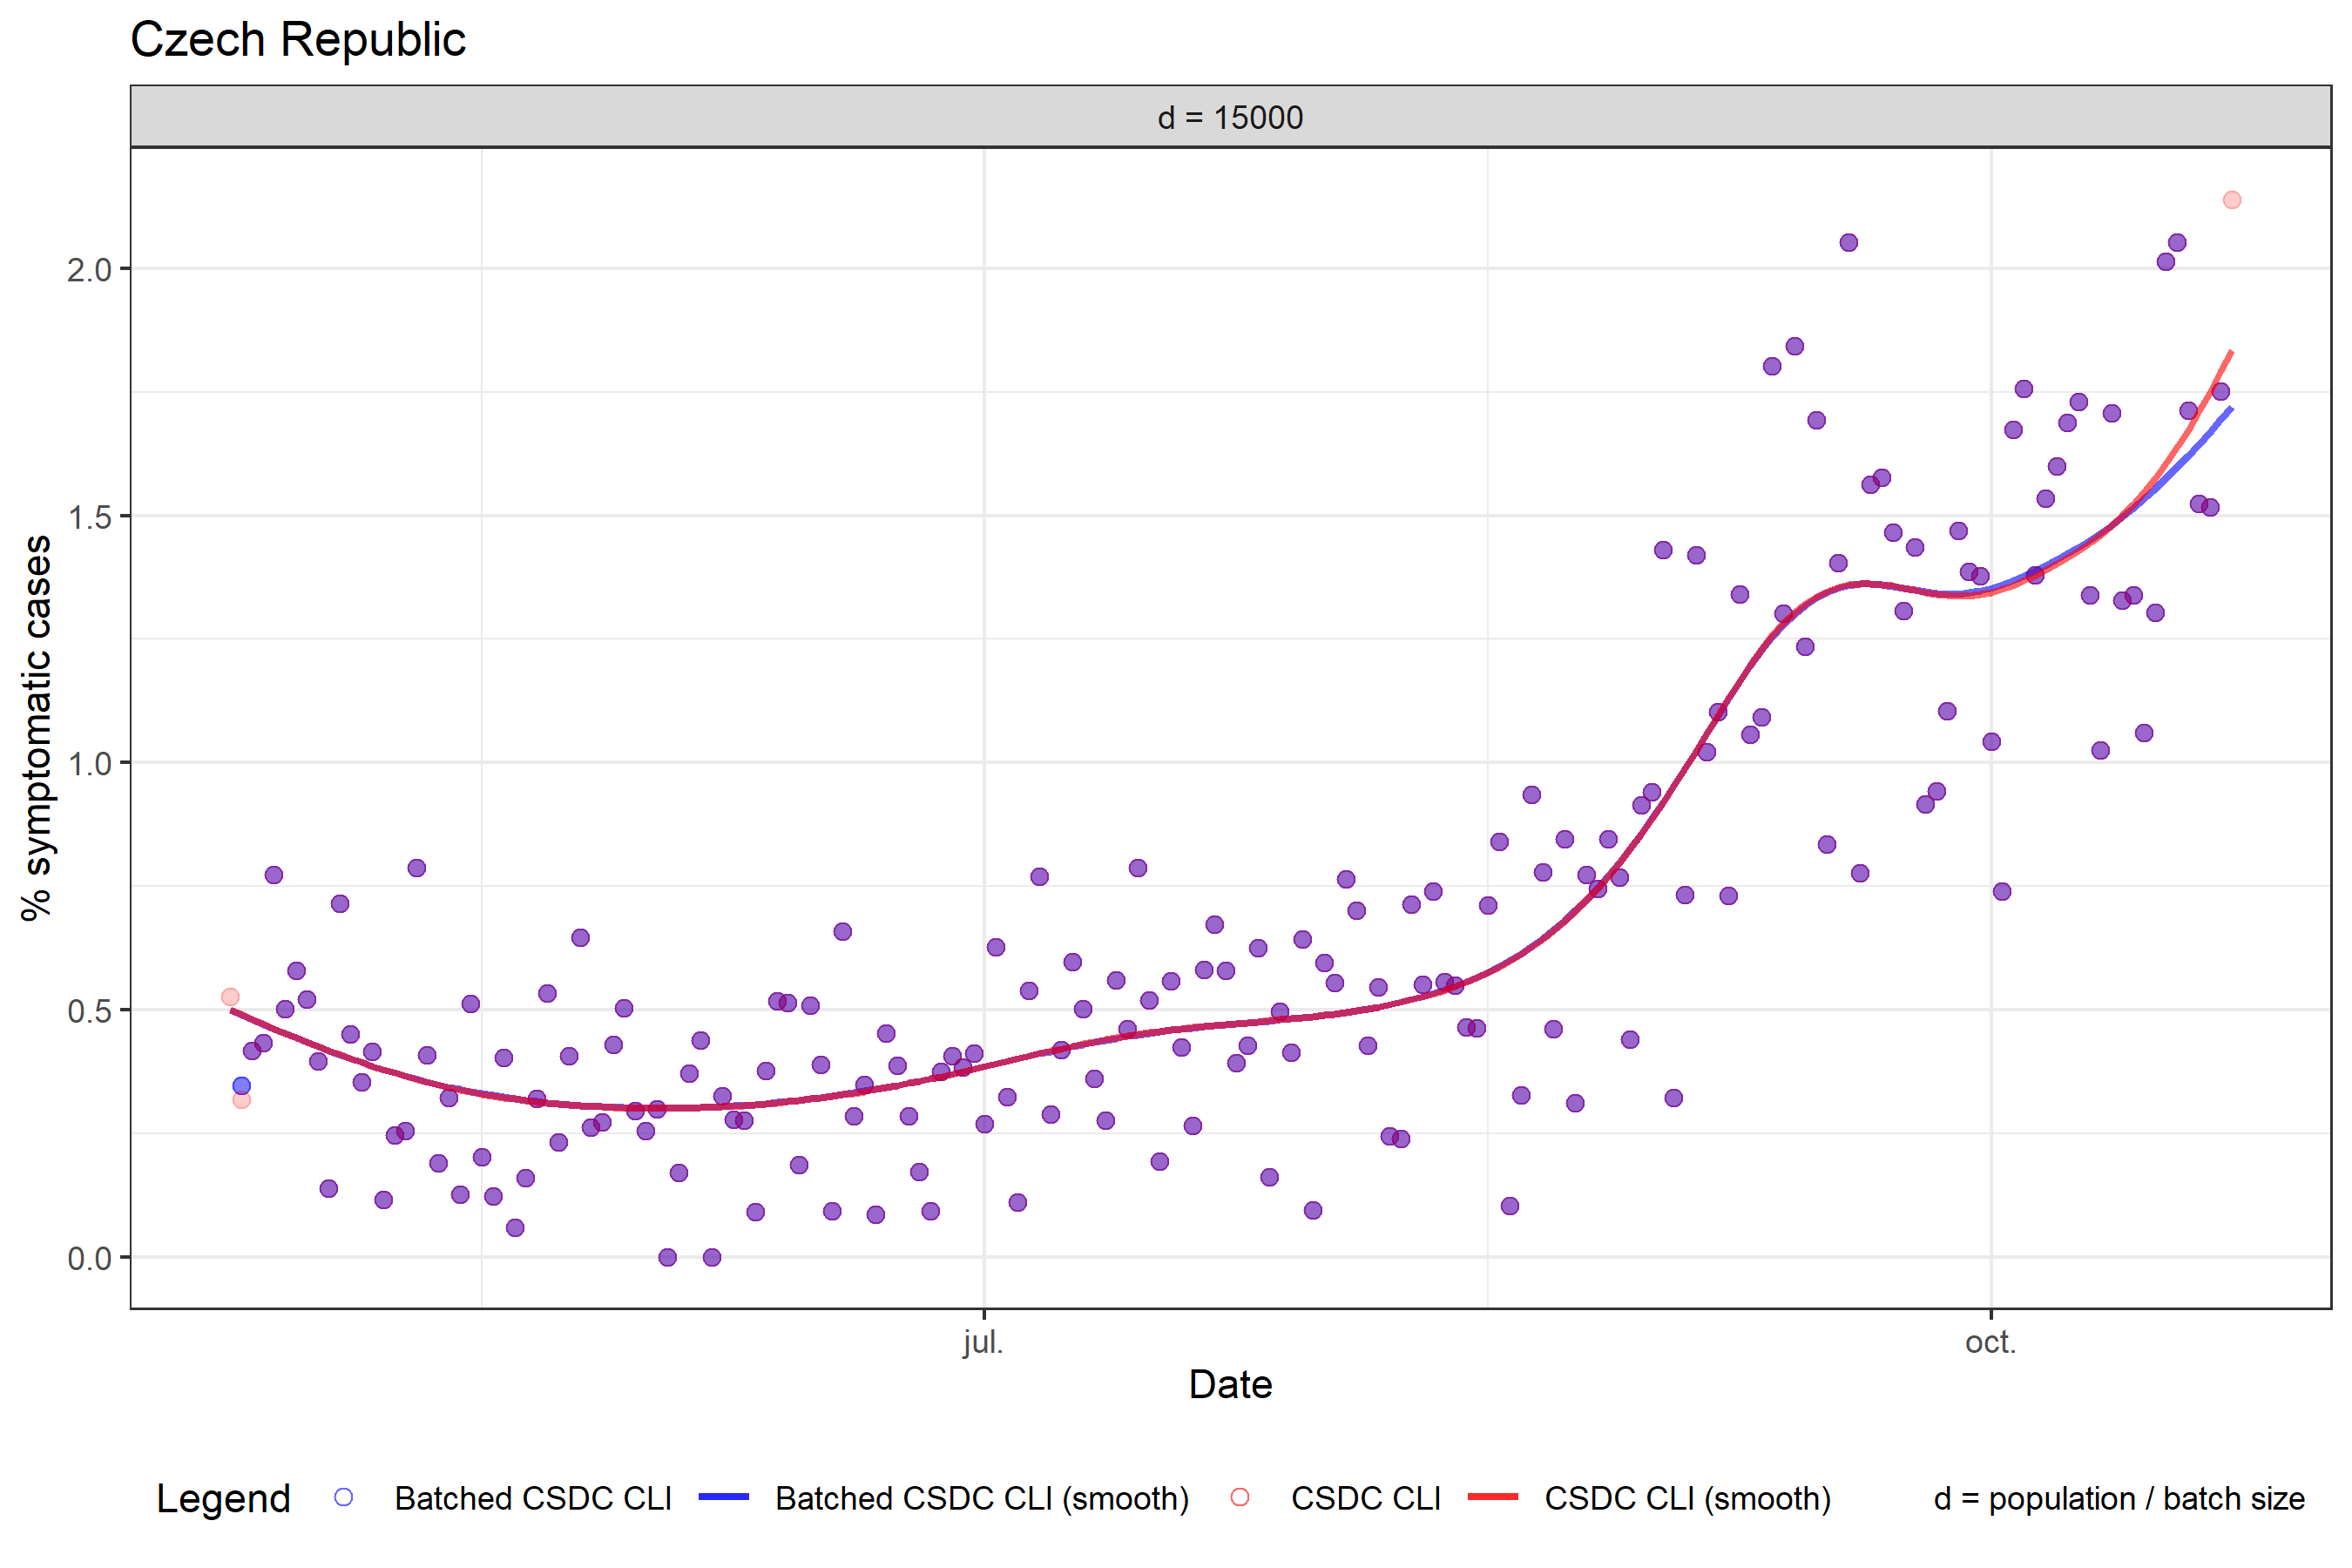 Czech Republic
d = 15000
% symptomatic cases
2.0
1.5
1.0
0.5
0.0
jul.
oct.
Date
Legend
Batched CSDC CLI
Batched CSDC CLI (smooth)
CSDC CLI
CSDC CLI (smooth)
d = population / batch size